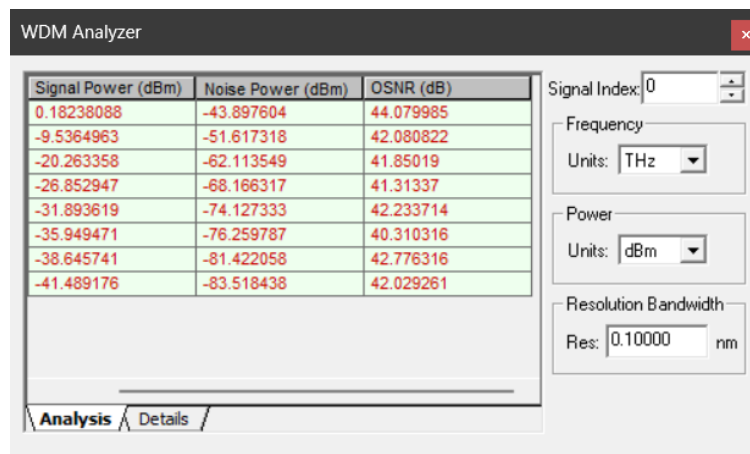 WDM Analyzer
Signal Power (dBm) Noise Power (dBm) OSNR (dB)
0.18238088 -43.897604 44.079985
-9.5364963 -51.617318 42.080822
-20.263358 -62.113549 41.85019
-26.852947 -68.166317 41.31337
-31.893619 -74.127333 42.233714
-35.949471 -76.259787 40.310316
-38.645741 -81.422058 42.776316
-41.489176 -83.518438 42.029261
Analysis Details
Signal Index: 0
Frequency
Units: THz
Power
Units: dBm
Resolution Bandwidth
Res: 0.10000 nm